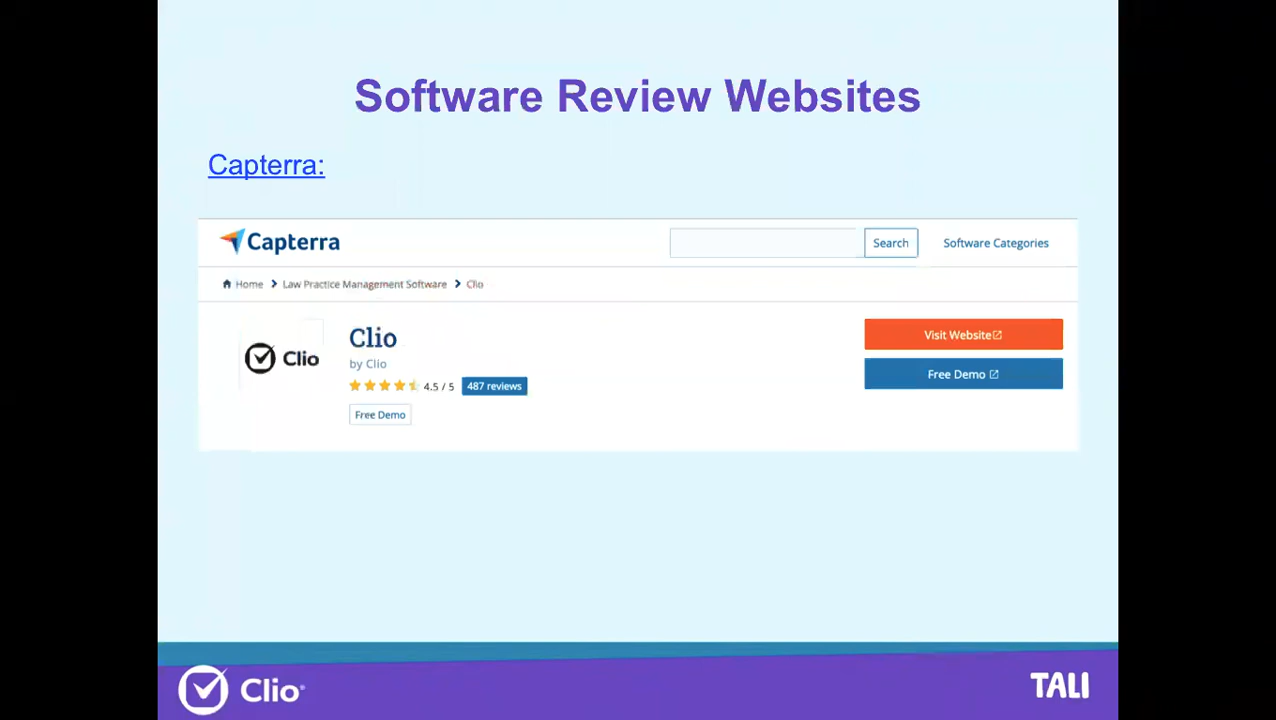 Software Review Websites
Capterra:
Capterra
Search
Software Categories
Home > Law Practice Management Software > Clio
Clio
Clio
by Clio
4.5 / 5 487 reviews
Free Demo
Visit Website
Free Demo
Clio®
TALI